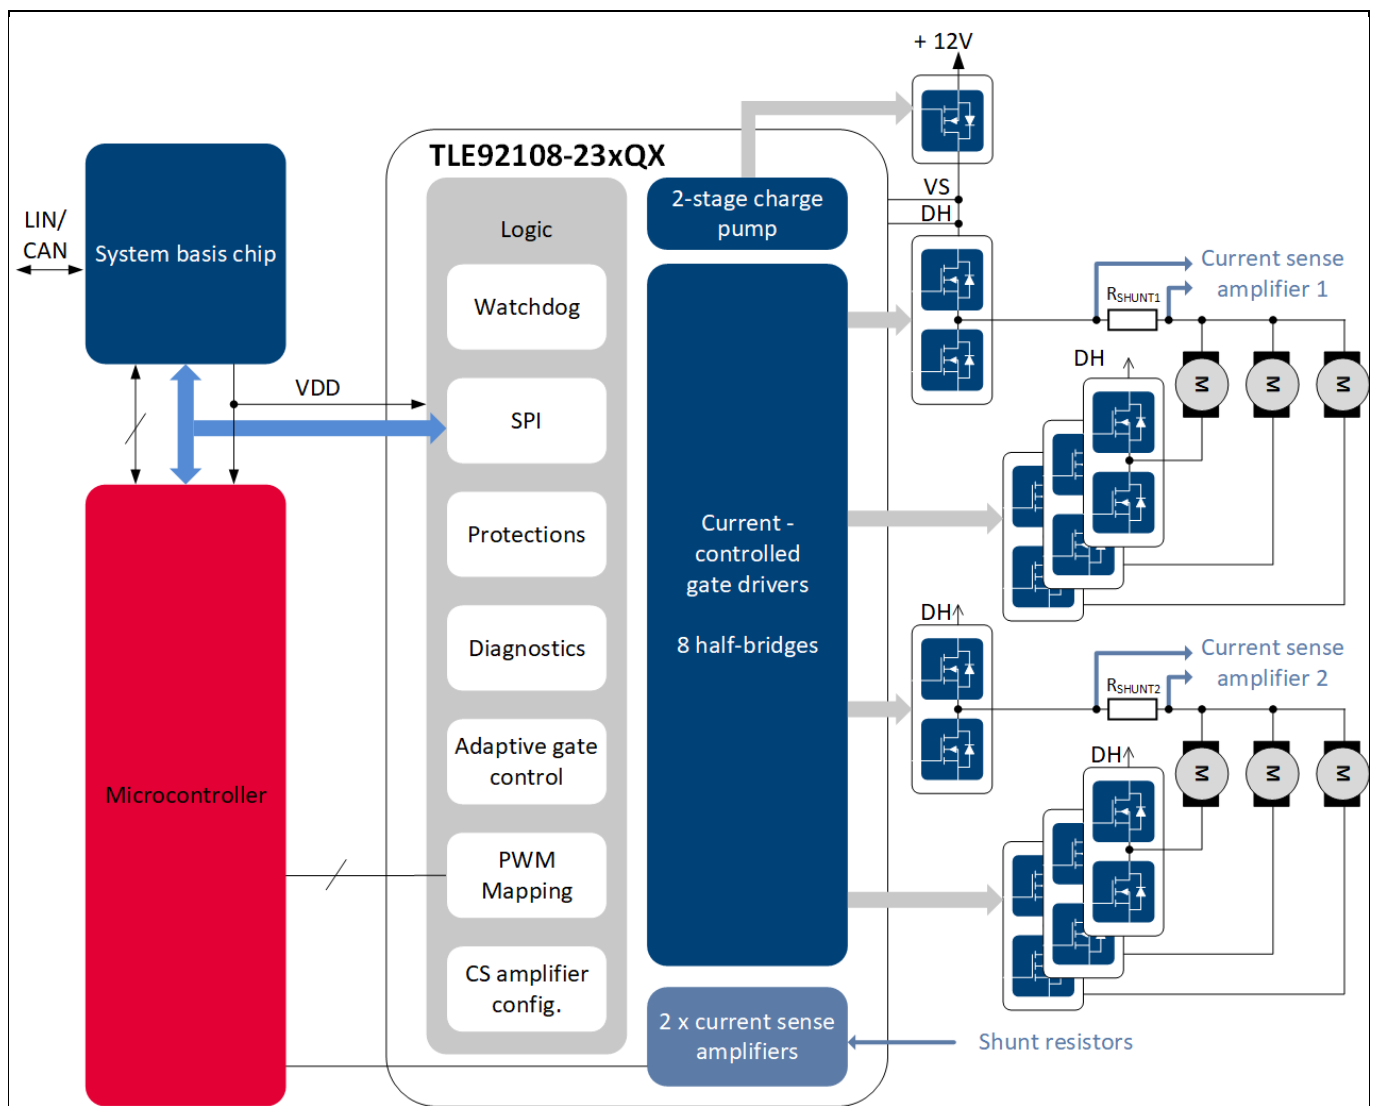 + 12V
TLE92108-23xQX
LIN/
CAN
System basis chip
Logic
2-stage charge
pump
VS
DH
Watchdog
Current sense
amplifier 1
RSHUNT1
DH
M
M
M
VDD
SPI
Protections
Current -
controlled
gate drivers
8 half-bridges
Diagnostics
DH
Current sense
amplifier 2
RSHUNT2
DH
M
M
M
Adaptive gate
control
Microcontroller
PWM
Mapping
CS amplifier
config.
2 x current sense
amplifiers
Shunt resistors